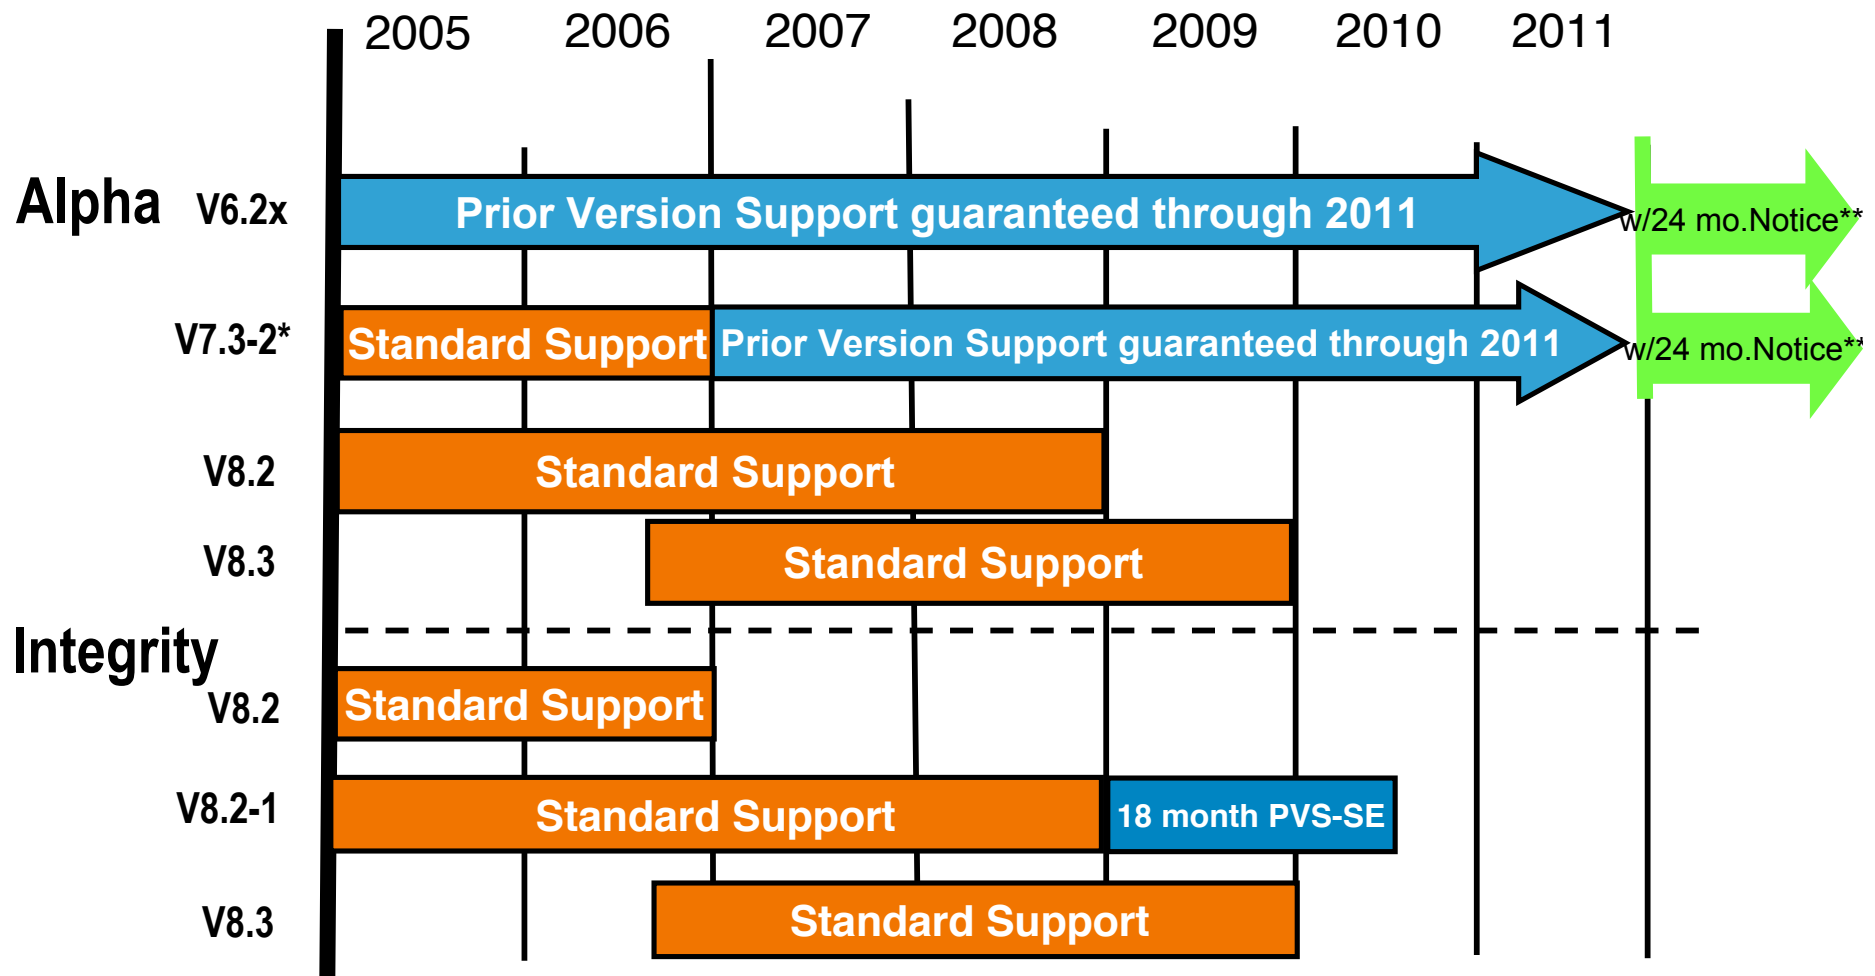 2005 2006 2007 2008 2009 2010 2011
Alpha V6.2x Prior Version Support guaranteed through 2011 w/24 mo.Notice**
V7.3-2* Standard Support Prior Version Support guaranteed through 2011 w/24 mo.Notice**
V8.2 Standard Support
V8.3 Standard Support
Integrity
V8.2 Standard Support
V8.2-1 Standard Support 18 month PVS-SE
V8.3 Standard Support